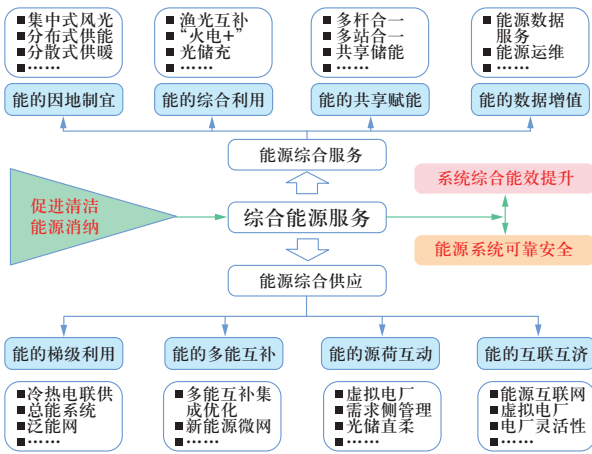 ■集中式风光
■分布式供能
■分散式供暖
■……
■渔光互补
■“火电+”
■光储充
■……
■多杆合一
■多站合一
■共享储能
■……
■能源数据
服务
■能源运维
■……
能的因地制宜
能的综合利用
能的共享赋能
能的数据增值
能源综合服务
促进清洁
能源消纳
综合能源服务
系统综合能效提升
能源系统可靠安全
能源综合供应
能的梯级利用
能的多能互补
能的源荷互动
能的互联互济
■冷热电联供
■总能系统
■泛能网
■……
■多能互补集
成优化
■新能源微网
■……
■虚拟电厂
■需求侧管理
■光储直柔
■……
■能源互联网
■虚拟电厂
■电厂灵活性
■……